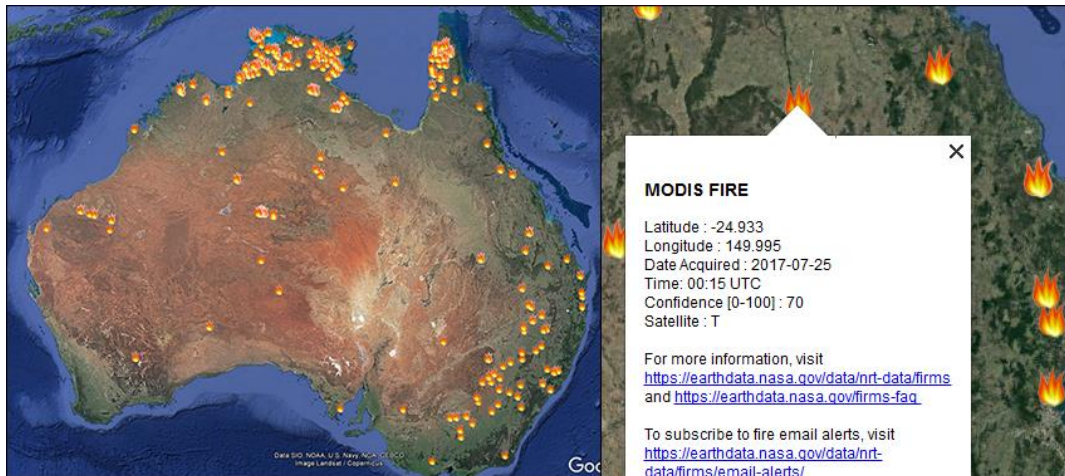 Data SIO, NOAA, U.S. Navy, NGA, GEBCO
Image Landsat / Copernicus
Goo
MODIS FIRE
Latitude : -24.933
Longitude : 149.995
Date Acquired : 2017-07-25
Time: 00:15 UTC
Confidence [0-100] : 70
Satellite : T
For more information, visit
https://earthdata.nasa.gov/data/nrt-data/firms
and https://earthdata.nasa.gov/firms-faq
To subscribe to fire email alerts, visit
https://earthdata.nasa.gov/data/nrt-
data/firms/email-alerts/